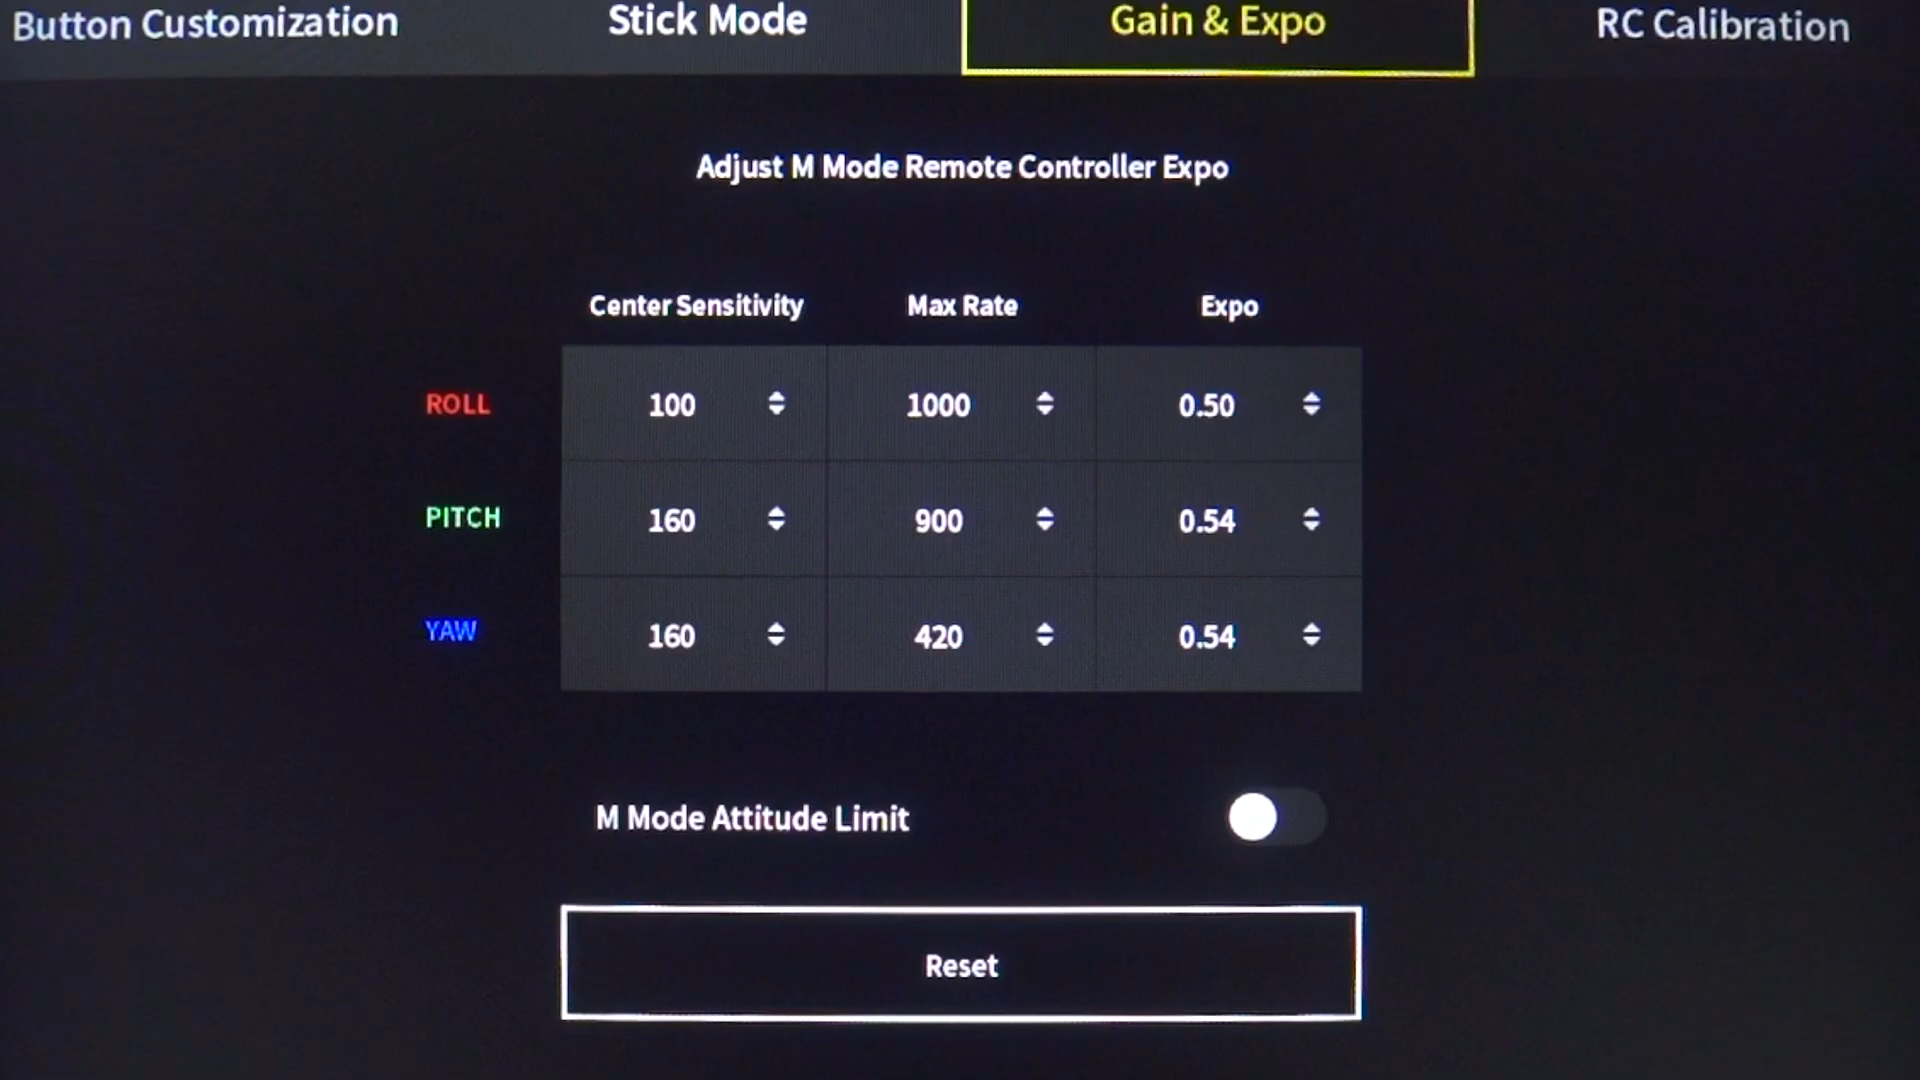 Button Customization
Stick Mode
Gain & Expo
RC Calibration
Adjust M Mode Remote Controller Expo
Center Sensitivity Max Rate Expo
ROLL 100 1000 0.50
PITCH 160 900 0.54
YAW 160 420 0.54
M Mode Attitude Limit
Reset